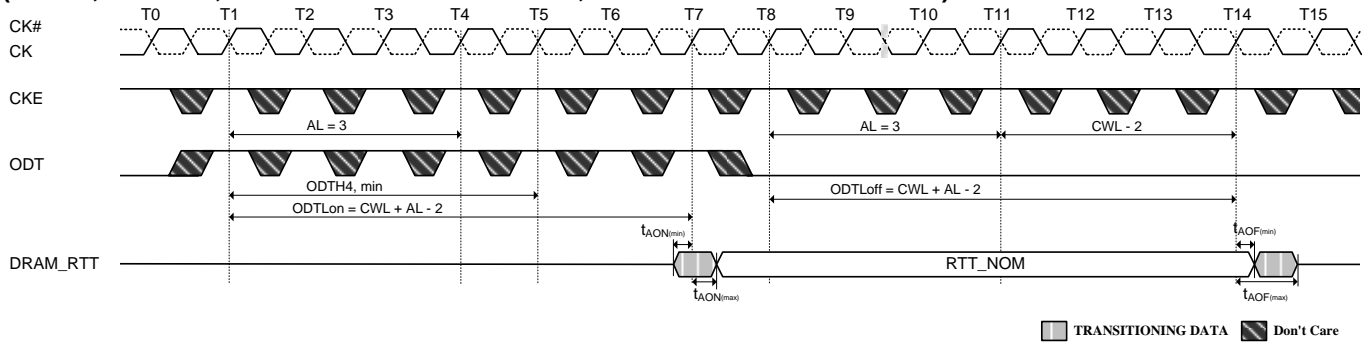 T0 T1 T2 T3 T4 T5 T6 T7 T8 T9 T10 T11 T12 T13 T14 T15
CK#
CK
CKE
AL = 3 AL = 3 CWL - 2
ODT
ODTH4, min ODTLoff = CWL + AL - 2
ODTLon = CWL + AL - 2
tAON(min) tAOF(min)
DRAM_RTT RTT_NOM
tAON(max) tAOF(max)
TRANSITIONING DATA Don't Care